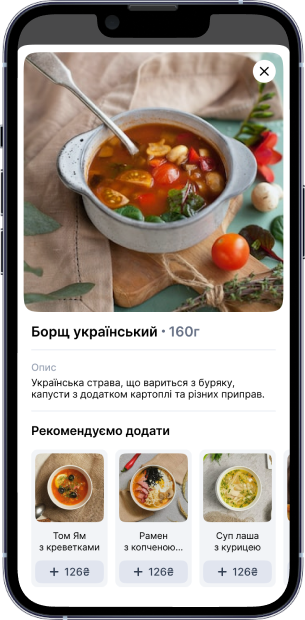 Борщ український • 160г
Опис
Українська страва, що вариться з буряку,
капусти з додатком картоплі та різних приправ.
Рекомендуємо додати
Том Ям
з креветками
+ 126₴
Рамен
з копченою...
+ 126₴
Суп лаша
з курицею
+ 126₴